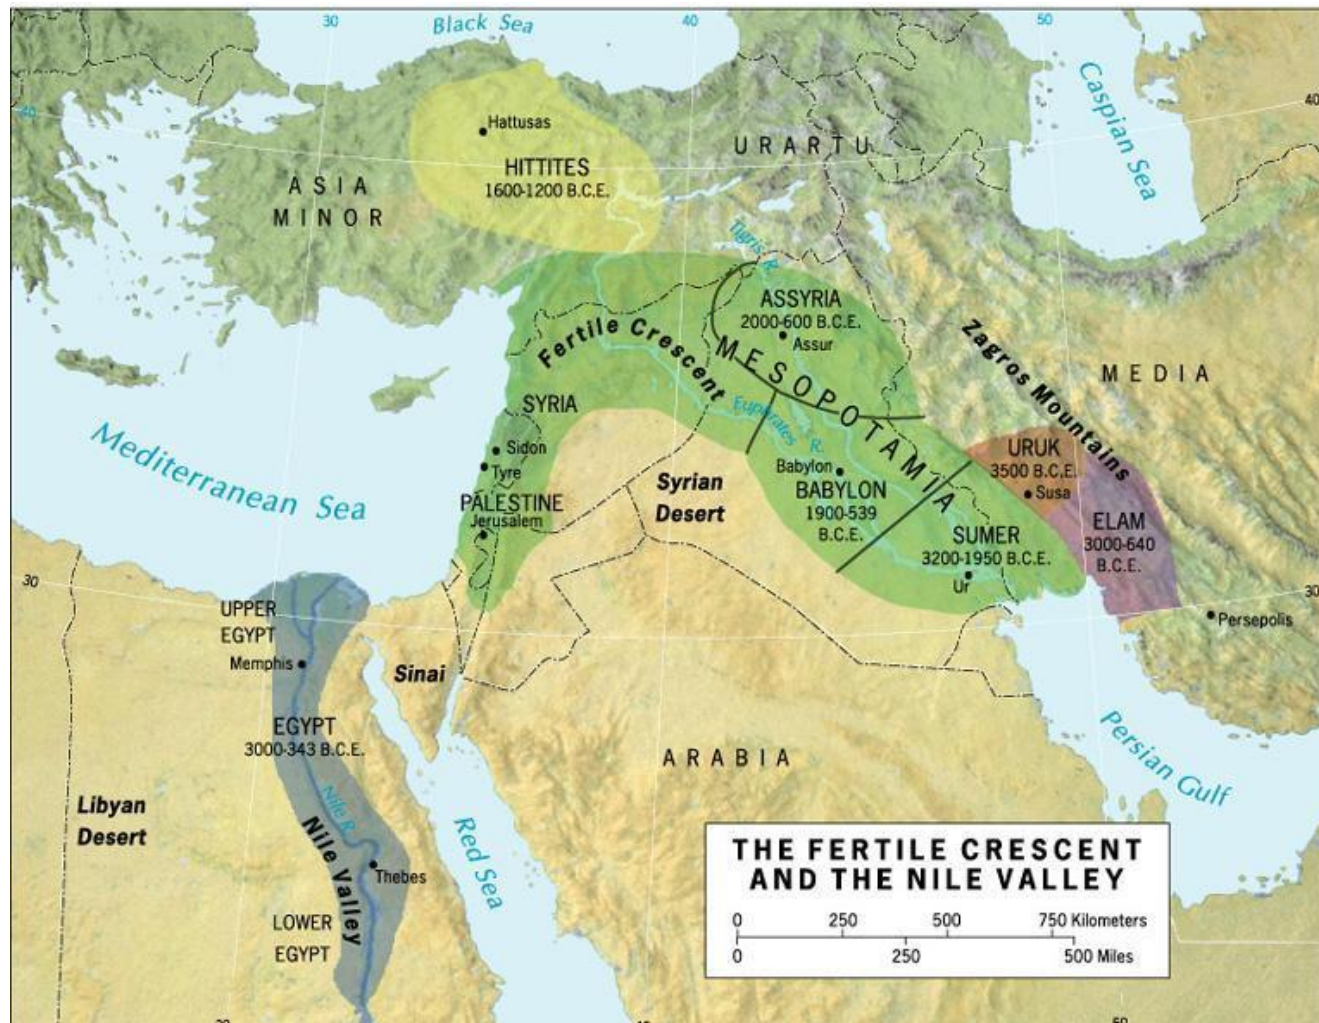 30
Black Sea
40
50
Caspian Sea
40
40
Hattusas
HITTITES
1600-1200 B.C.E.
URARTU
ASIA
MINOR
Tigris R.
ASSYRIA
2000-600 B.C.E.
Assur
Fertile Crescent
MESOPOTAMIA
Zagros Mountains
MEDIA
SYRIA
Euphrates R.
Mediterranean Sea
Sidon
Tyre
URUK
3500 B.C.E.
Susa
Babylon
BABYLON
1900-539
B.C.E.
Syrian
Desert
PALESTINE
Jerusalem
ELAM
3000-640
B.C.E.
SUMER
3200-1950 B.C.E.
Ur
30
30
UPPER
EGYPT
Memphis
Persepolis
Sinai
EGYPT
3000-343 B.C.E.
ARABIA
Persian Gulf
Libyan
Desert
Nile R.
Nile Valley
Red Sea
Thebes
LOWER
EGYPT
THE FERTILE CRESCENT
AND THE NILE VALLEY
0 250 500 750 Kilometers
0 250 500 Miles